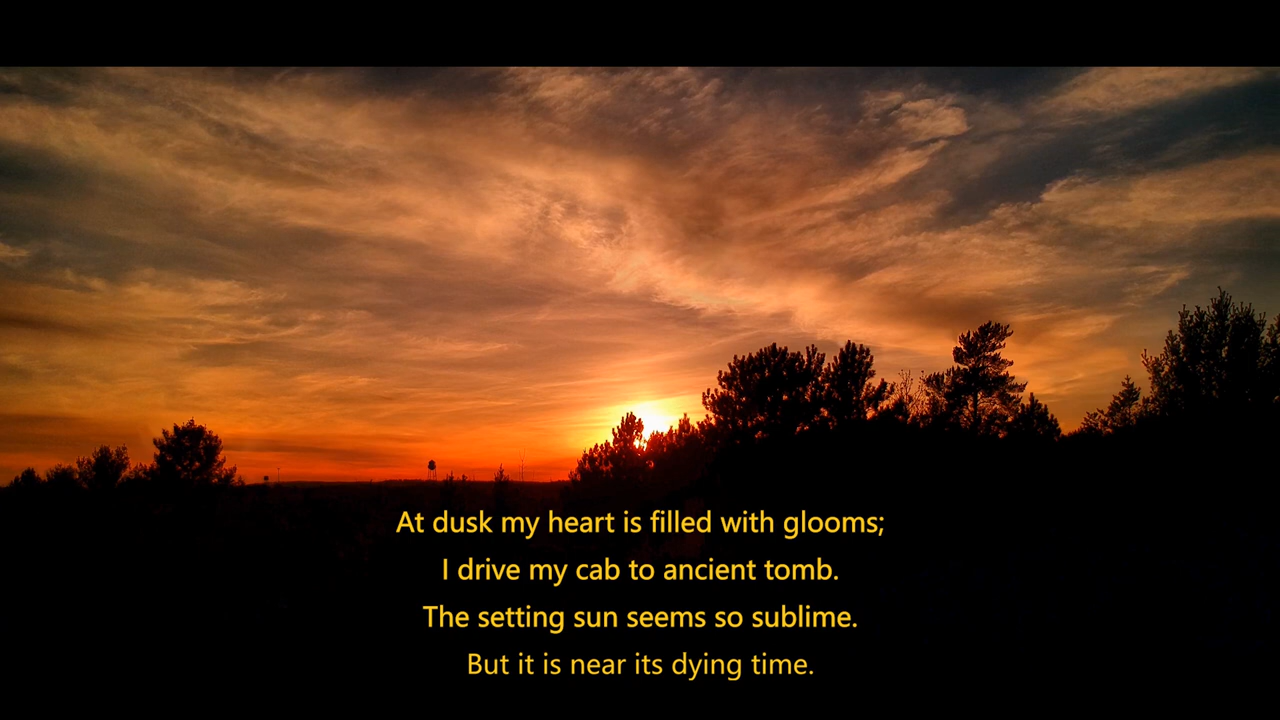 At dusk my heart is filled with glooms;
I drive my cab to ancient tomb.
The setting sun seems so sublime.
But it is near its dying time.